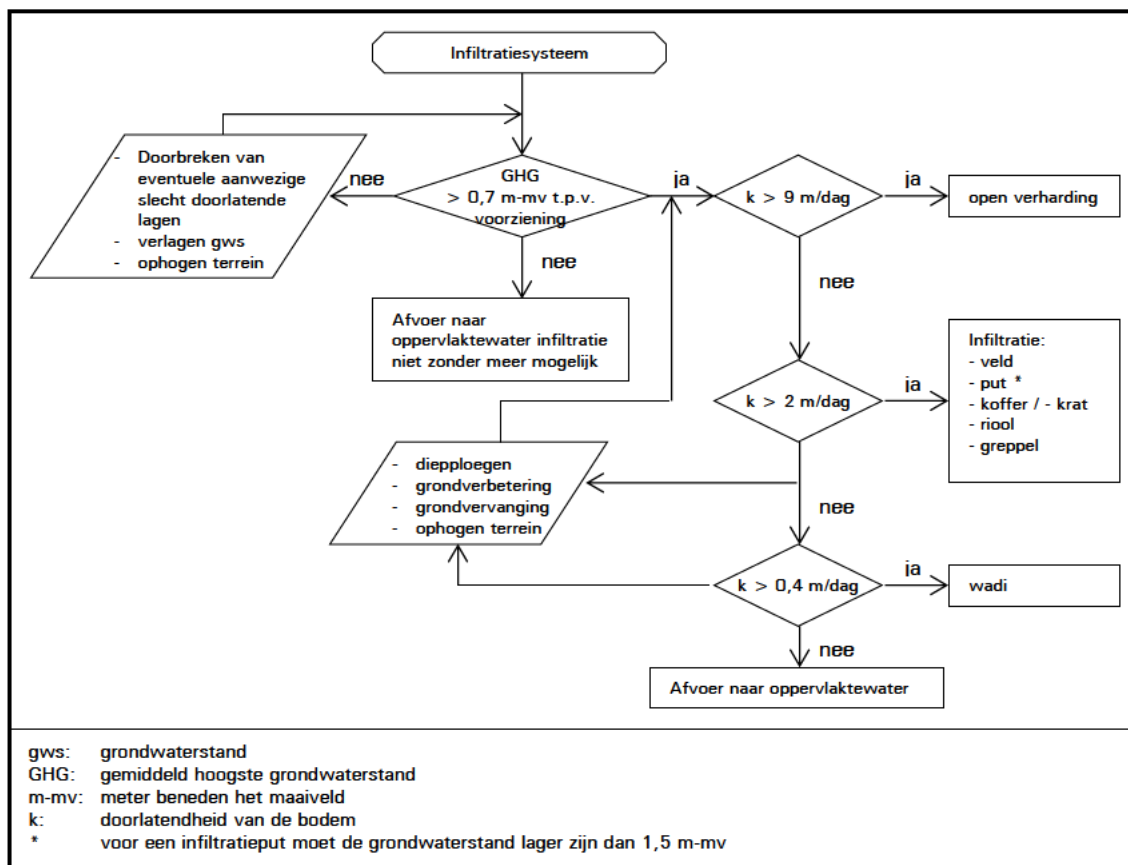 Infiltratiesysteem
- Doorbreken van
eventuele aanwezige
slecht doorlatende
lagen
- verlagen gws
- ophogen terrein
nee
GHG
> 0,7 m-mv t.p.v.
voorziening
ja
k > 9 m/dag
ja
open verharding
nee
nee
Afvoer naar
oppervlaktewater infiltratie
niet zonder meer mogelijk
Infiltratie:
- veld
- put *
- koffer / - krat
- riool
- greppel
k > 2 m/dag
ja
- diepploegen
- grondverbetering
- grondvervanging
- ophogen terrein
nee
k > 0,4 m/dag
ja
wadi
nee
Afvoer naar oppervlaktewater
gws: grondwaterstand
GHG: gemiddeld hoogste grondwaterstand
m-mv: meter beneden het maaiveld
k: doorlatendheid van de bodem
* voor een infiltratieput moet de grondwaterstand lager zijn dan 1,5 m-mv